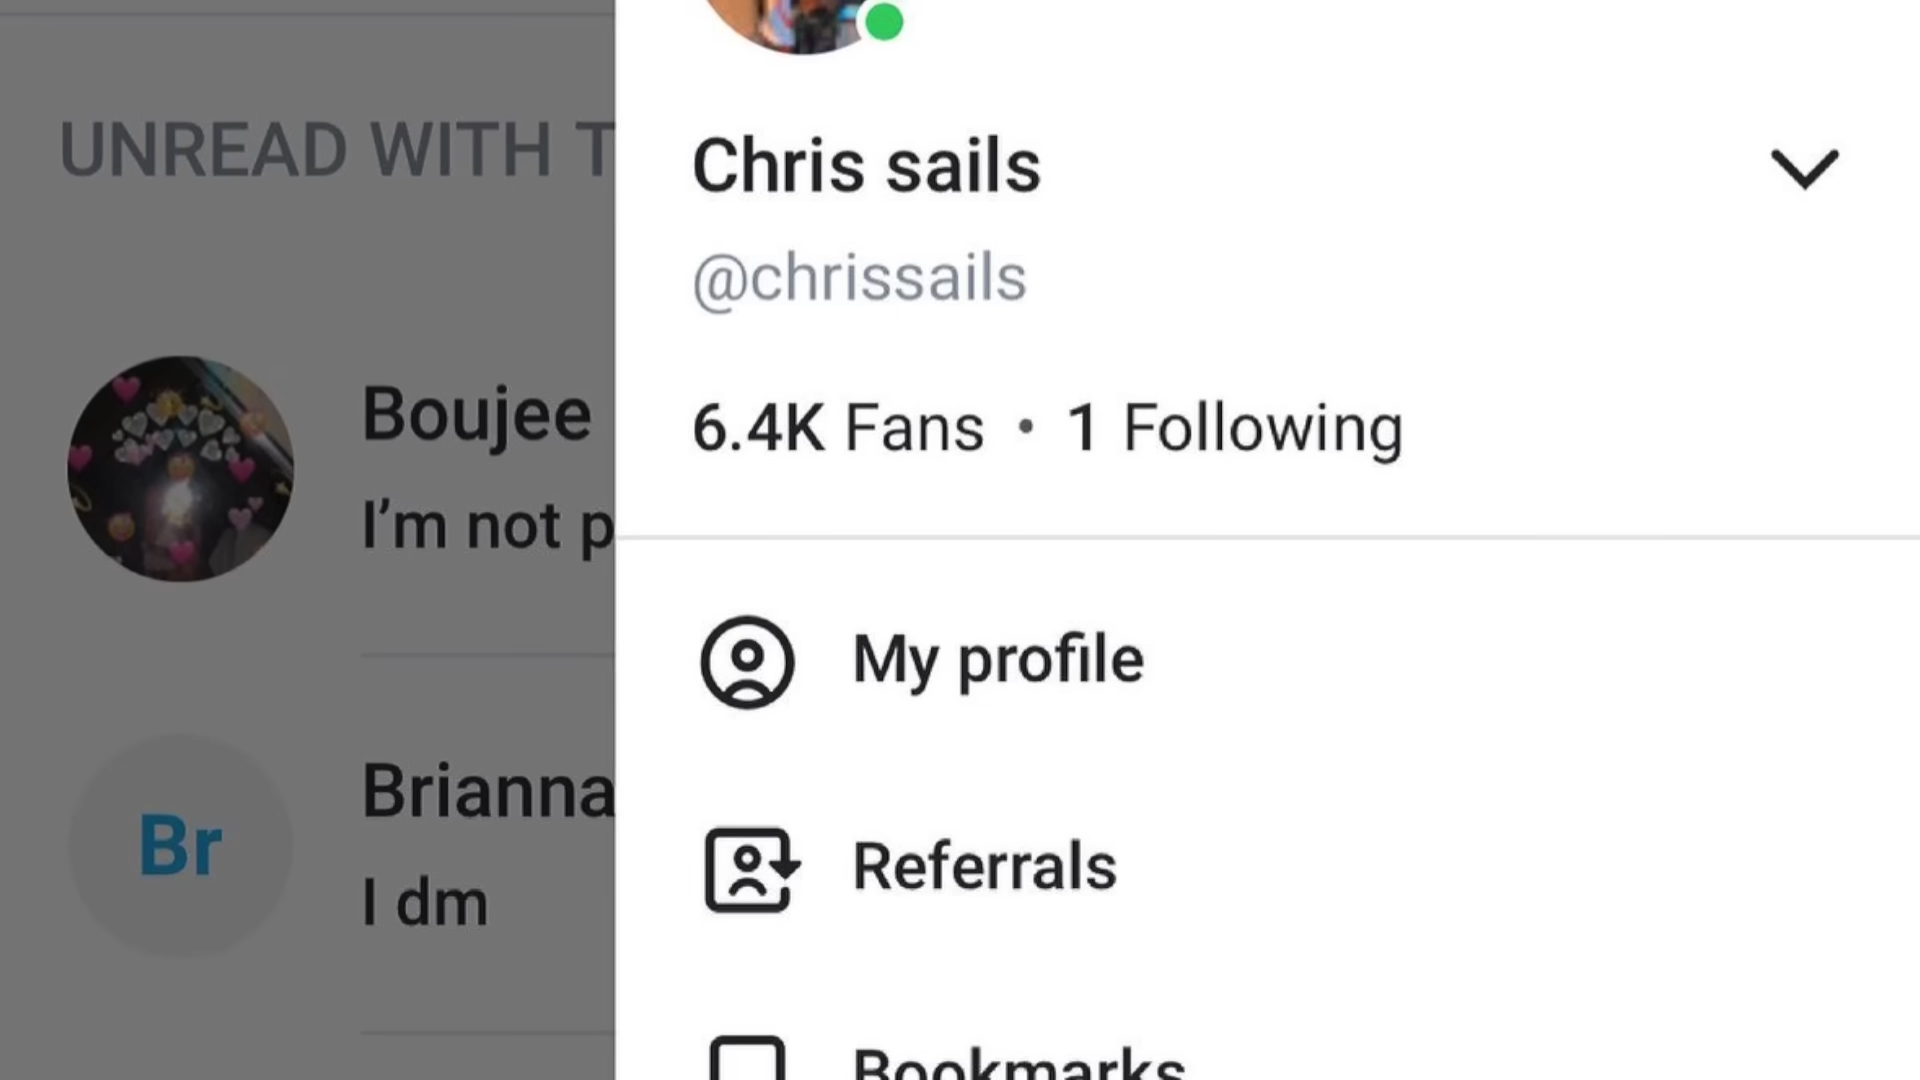 UNREAD WITH T
Boujee
I'm not p
Br
Brianna
I dm
Chris sails
@chrissails
6.4K Fans • 1 Following
My profile
Referrals
Bookmarks